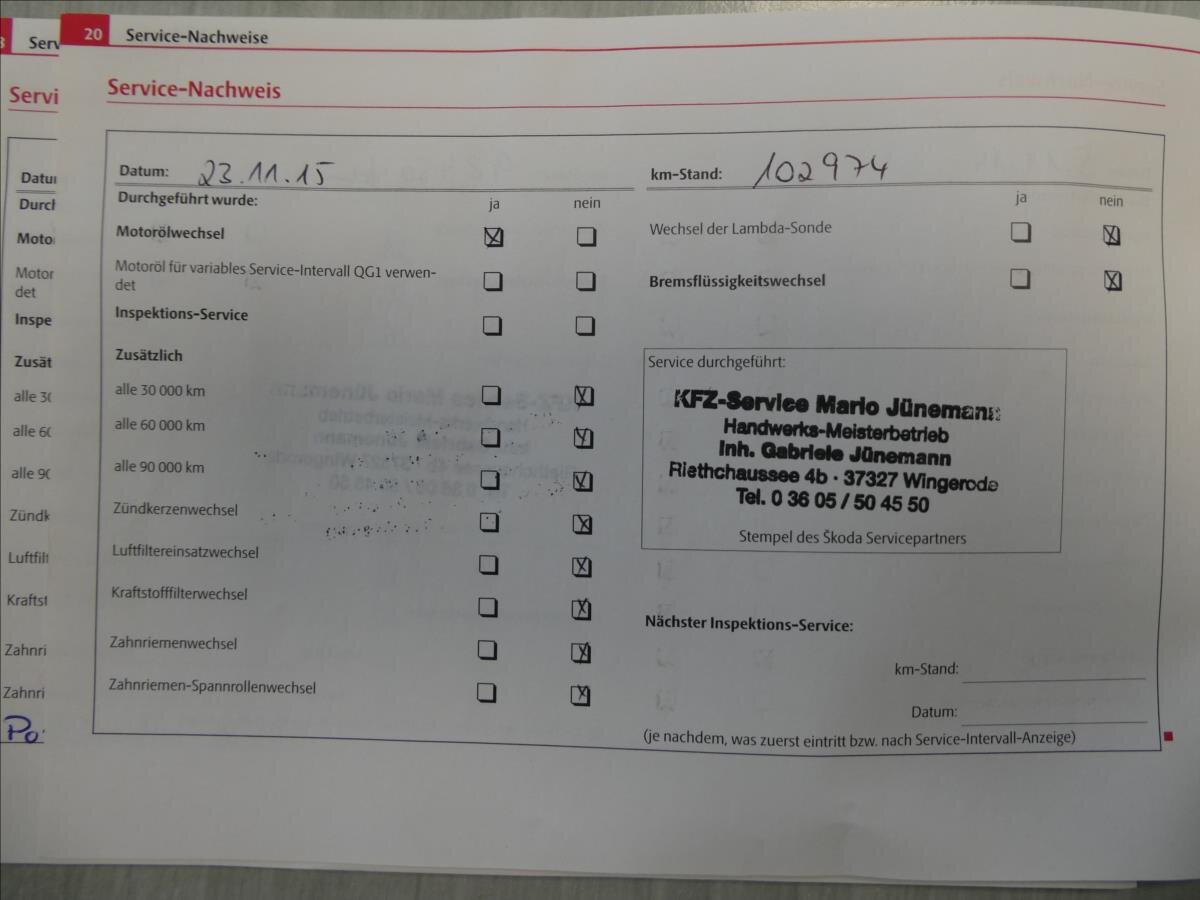 20 Service-Nachweise
Service-Nachweis
Datum: 23.11.15
Durchgeführt wurde: ja nein
Motorölwechsel
Motoröl für variables Service-Intervall QG1 verwen-
det
Inspektions-Service
Zusätzlich
alle 30 000 km
alle 60 000 km
alle 90 000 km
Zündkerzenwechsel
Luftfiltereinsatzwechsel
Kraftstofffilterwechsel
Zahnriemenwechsel
Zahnriemen-Spannrollenwechsel
km-Stand: 102974
ja nein
Wechsel der Lambda-Sonde
Bremsflüssigkeitswechsel
Service durchgeführt:
KFZ-Service Mario Jünemann
Handwerks-Meisterbetrieb
Inh. Gabriele Jünemann
Riethchaussee 4b · 37327 Wingerode
Tel. 0 36 05 / 50 45 50
Stempel des Škoda Servicepartners
Nächster Inspektions-Service:
km-Stand:
Datum:
(je nachdem, was zuerst eintritt bzw. nach Service-Intervall-Anzeige)